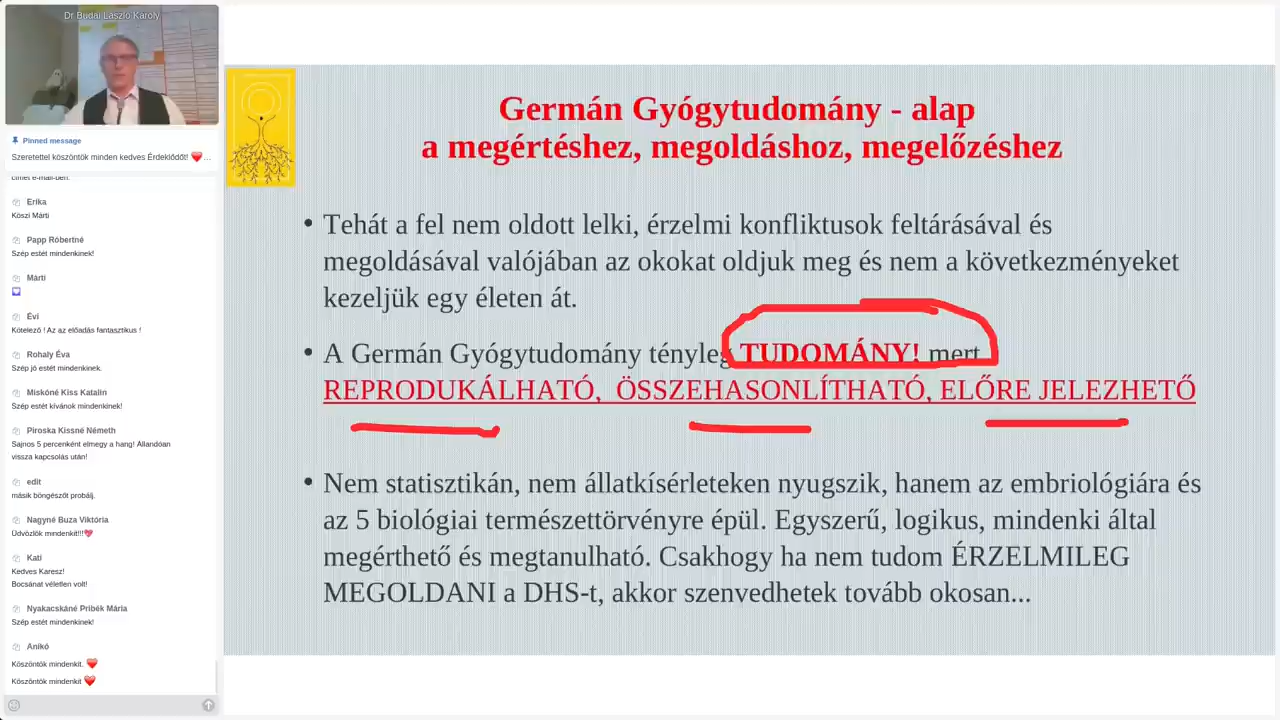 Dr Budai László Károly
Pinned message
Szeretettel köszöntök minden kedves Érdeklődőt! ❤️...
címet e-mail-ben.
Erika
Köszi Márti
Papp Róbertné
Szép estét mindenkinek!
Márti
Évi
Kötelező ! Az az előadás fantasztikus !
Rohaly Éva
Szép jó estét mindenkinek.
Miskóné Kiss Katalin
Szép estét kívánok mindenkinek!
Piroska Kissné Németh
Sajnos 5 percenként elmegy a hang! Állandóan
vissza kapcsolás után!
edit
másik böngészőt probálj.
Nagyné Buza Viktória
Üdvözlök mindenkit!!!💖
Kati
Kedves Karesz!
Bocsánat véletlen volt!
Nyakacskáné Pribék Mária
Szép estét mindenkinek!
Anikó
Köszöntök mindenkit. ❤️
Köszöntök mindenkit ❤️
Germán Gyógytudomány - alap
a megértéshez, megoldáshoz, megelőzéshez
• Tehát a fel nem oldott lelki, érzelmi konfliktusok feltárásával és
megoldásával valójában az okokat oldjuk meg és nem a következményeket
kezeljük egy életen át.
• A Germán Gyógytudomány tényleg TUDOMÁNY! mert
REPRODUKÁLHATÓ, ÖSSZEHASONLÍTHATÓ, ELŐRE JELEZHETŐ
• Nem statisztikán, nem állatkísérleteken nyugszik, hanem az embriológiára és
az 5 biológiai természettörvényre épül. Egyszerű, logikus, mindenki által
megérthető és megtanulható. Csakhogy ha nem tudom ÉRZELMILEG
MEGOLDANI a DHS-t, akkor szenvedhetek tovább okosan...